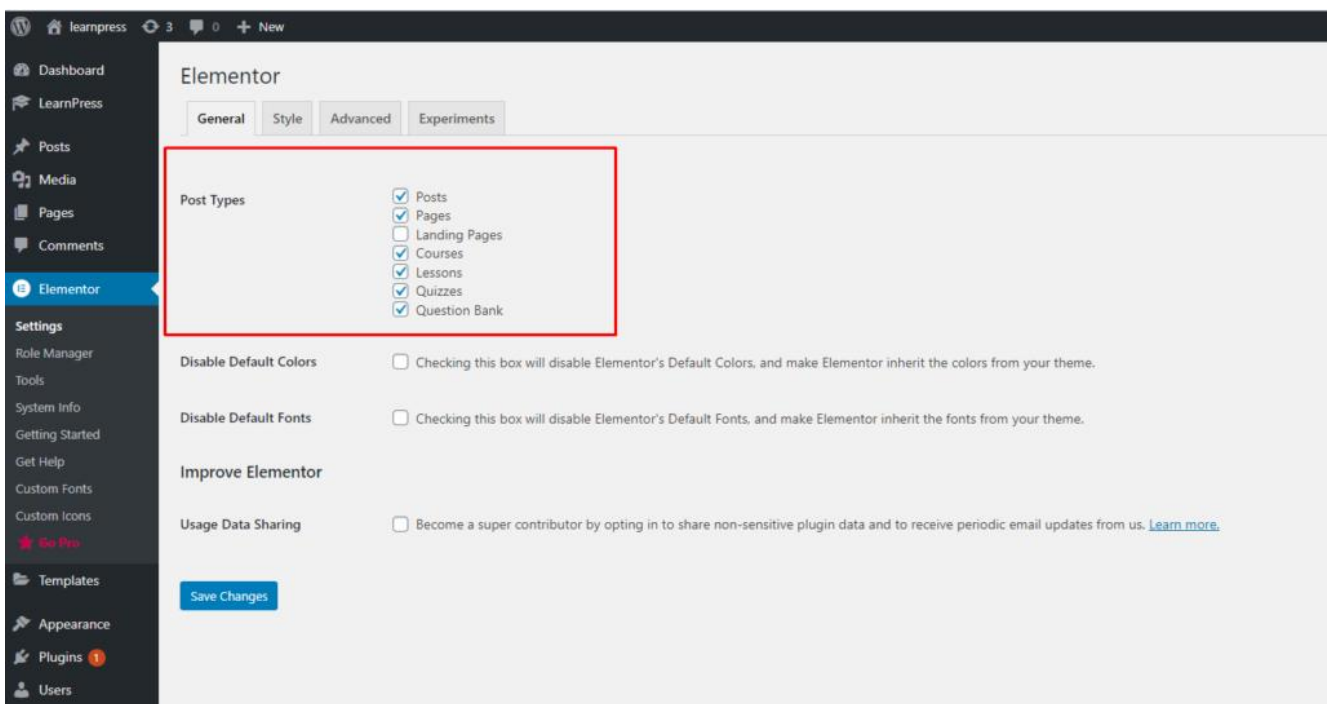 learnpress 3 0 New
Dashboard
LearnPress
Posts
Media
Pages
Comments
Elementor
Settings
Role Manager
Tools
System Info
Getting Started
Get Help
Custom Fonts
Custom Icons
Go Pro
Templates
Appearance
Plugins 1
Users
Elementor
General Style Advanced Experiments
Post Types
Posts
Pages
Landing Pages
Courses
Lessons
Quizzes
Question Bank
Disable Default Colors Checking this box will disable Elementor's Default Colors, and make Elementor inherit the colors from your theme.
Disable Default Fonts Checking this box will disable Elementor's Default Fonts, and make Elementor inherit the fonts from your theme.
Improve Elementor
Usage Data Sharing Become a super contributor by opting in to share non-sensitive plugin data and to receive periodic email updates from us. Learn more.
Save Changes